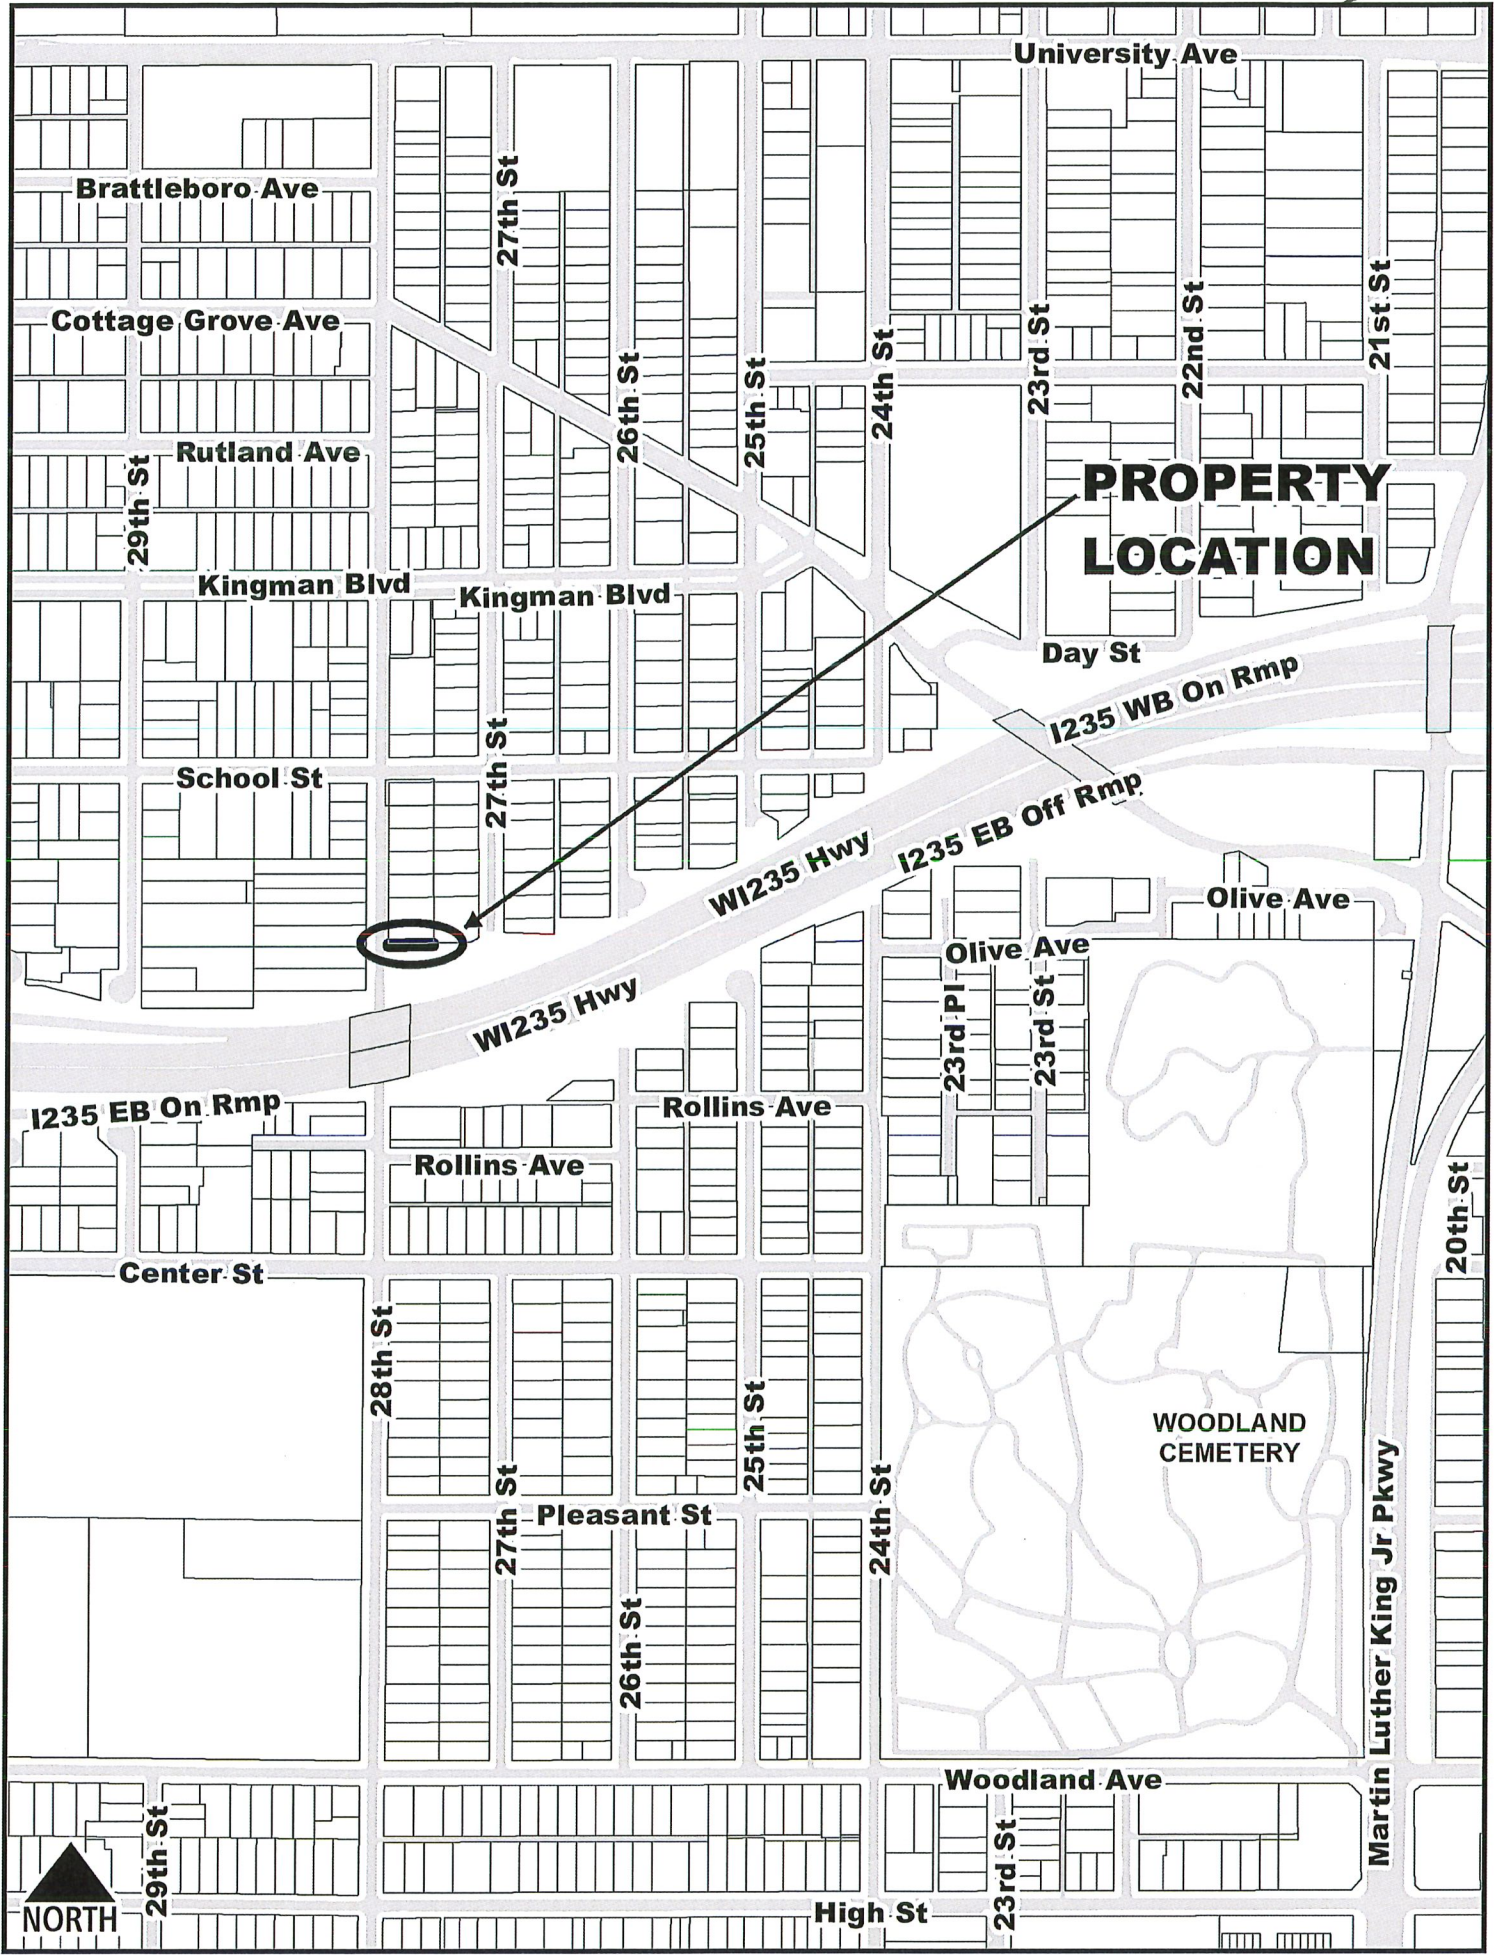 University Ave
Brattleboro Ave
27th St
Cottage Grove Ave
26th St
25th St
24th St
23rd St
22nd St
21st St
Rutland Ave
29th St
PROPERTY
LOCATION
Kingman Blvd
Kingman Blvd
Day St
I235 WB On Rmp
School St
27th St
I235 EB Off Rmp
WI235 Hwy
Olive Ave
Olive Ave
WI235 Hwy
23rd Pl
23rd St
I235 EB On Rmp
Rollins Ave
Rollins Ave
20th St
Center St
28th St
25th St
WOODLAND
CEMETERY
27th St
Pleasant St
24th St
Martin Luther King Jr Pkwy
26th St
Woodland Ave
29th St
23rd St
NORTH
High St